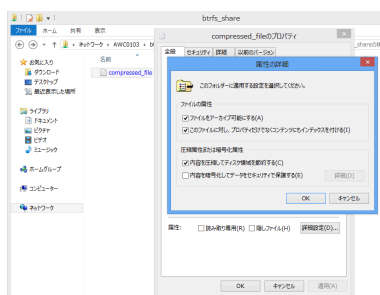 btrfs_share
ファイル ホーム 共有 表示
ネットワーク ▸ AWC0103 ▸
_shareの検
お気に入り
ダウンロード
デスクトップ
最近表示した場所
ライブラリ
ドキュメント
ピクチャ
ビデオ
ミュージック
ホームグループ
コンピューター
ネットワーク
名前
compressed_file
compressed_fileのプロパティ
全般 セキュリティ 詳細 以前のバージョン
属性の詳細
このフォルダーに適用する設定を選択してください。
ファイルの属性
ファイルをアーカイブ可能にする(A)
このファイルに対し、プロパティだけでなくコンテンツにもインデックスを付ける(I)
圧縮属性または暗号化属性
内容を圧縮してディスク領域を節約する(C)
内容を暗号化してデータをセキュリティで保護する(E)
詳細(D)
OK キャンセル
属性: 読み取り専用(R) 隠しファイル(H) 詳細設定(D)...
OK キャンセル 適用(A)